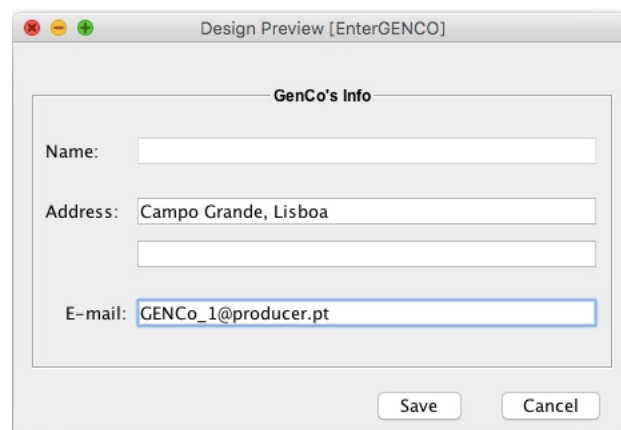 Design Preview [EnterGENCO]
GenCo's Info
Name:
Address: Campo Grande, Lisboa
E-mail: GENCo_1@producer.pt
Save Cancel